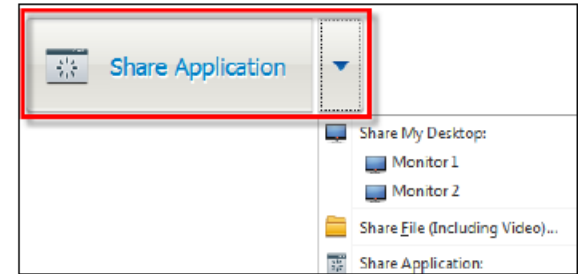 Share Application
Share My Desktop:
Monitor 1
Monitor 2
Share File (Including Video)...
Share Application: